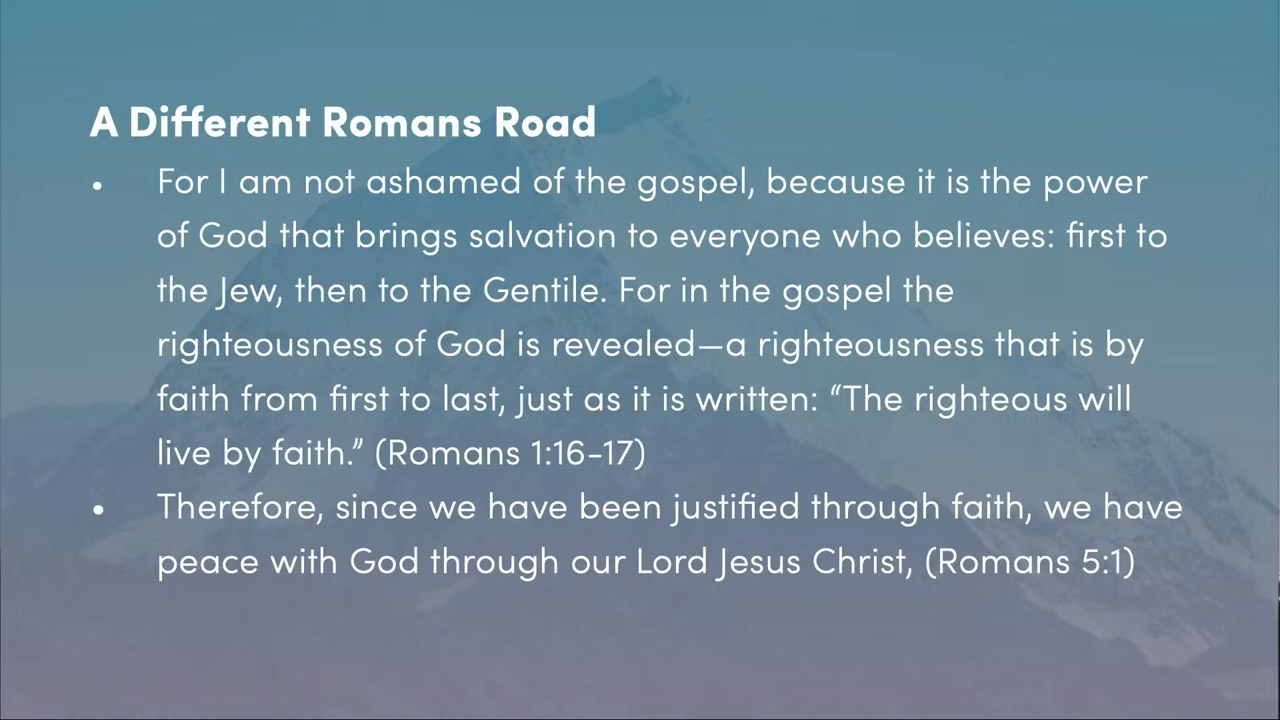 A Different Romans Road
• For I am not ashamed of the gospel, because it is the power
of God that brings salvation to everyone who believes: first to
the Jew, then to the Gentile. For in the gospel the
righteousness of God is revealed—a righteousness that is by
faith from first to last, just as it is written: “The righteous will
live by faith.” (Romans 1:16-17)
• Therefore, since we have been justified through faith, we have
peace with God through our Lord Jesus Christ, (Romans 5:1)